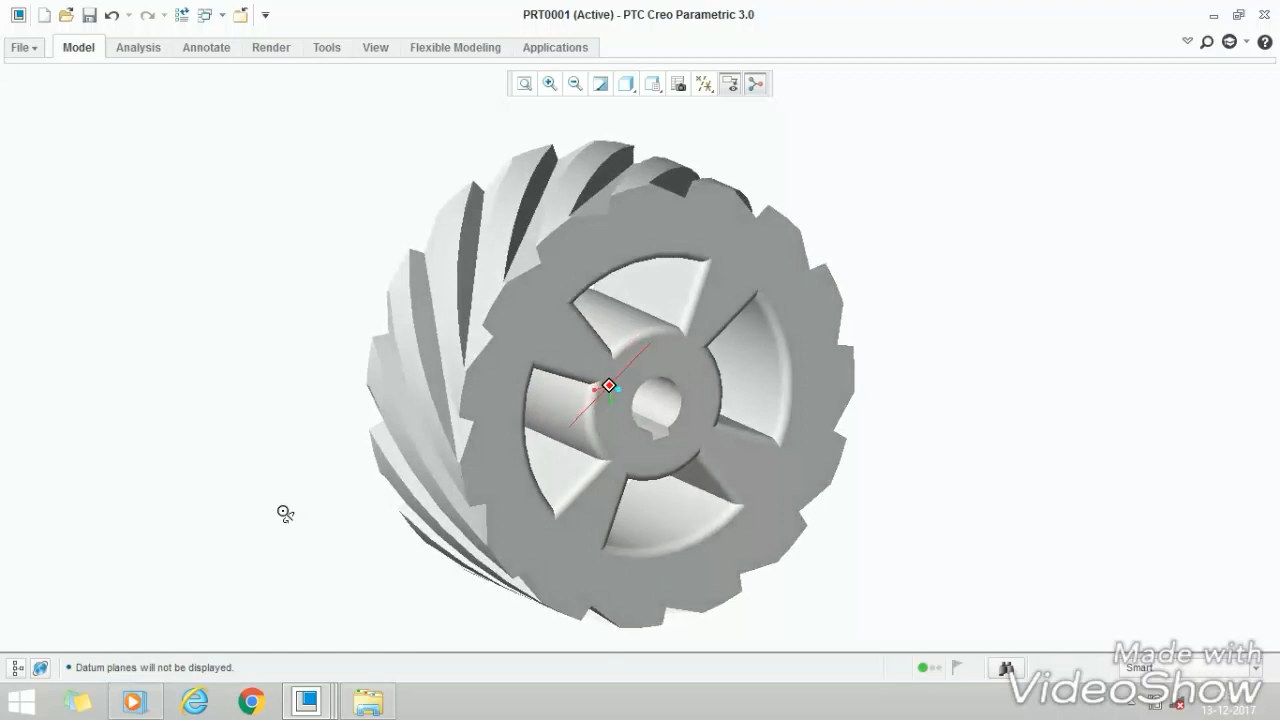 PRT0001 (Active) - PTC Creo Parametric 3.0
File Model Analysis Annotate Render Tools View Flexible Modeling Applications
Datum planes will not be displayed.
Smart
Made with
VideoShow
13-12-2017